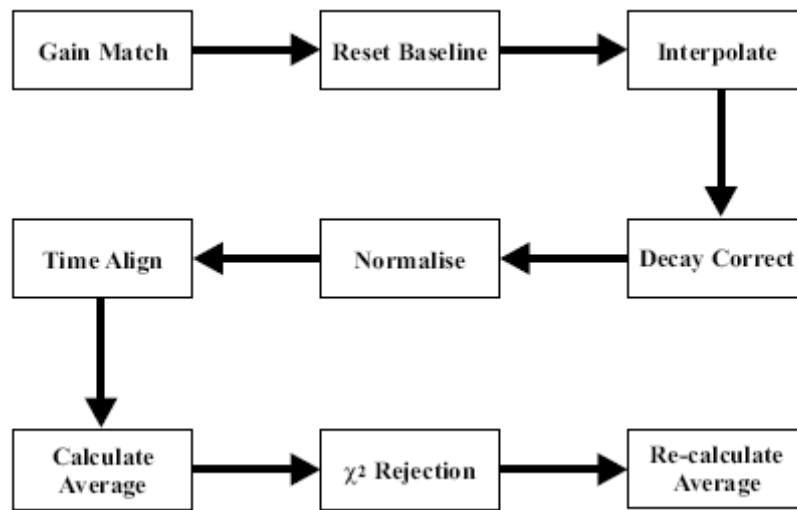 Gain Match
Reset Baseline
Interpolate
Decay Correct
Normalise
Time Align
Calculate
Average
χ² Rejection
Re-calculate
Average